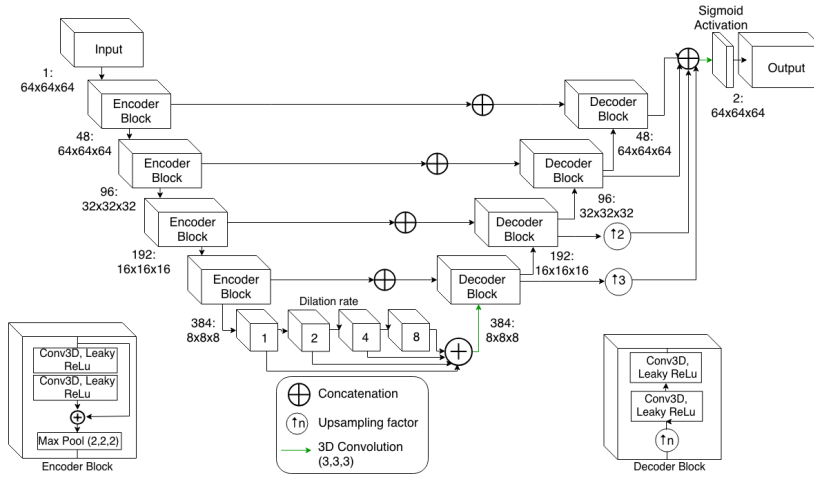 Sigmoid
Activation
Input
Output
1:
64x64x64
2:
64x64x64
Encoder
Block
Decoder
Block
48:
64x64x64
48:
64x64x64
Encoder
Block
Decoder
Block
96:
32x32x32
96:
32x32x32
Encoder
Block
Decoder
Block
↑2
192:
16x16x16
192:
16x16x16
Encoder
Block
Decoder
Block
↑3
Dilation rate
384:
8x8x8
1
2
4
8
384:
8x8x8
Conv3D, Leaky
ReLu
Conv3D, Leaky
ReLu
Max Pool (2,2,2)
Encoder Block
Concatenation
↑n
Upsampling factor
3D Convolution
(3,3,3)
Conv3D,
Leaky ReLu
Conv3D,
Leaky ReLu
↑n
Decoder Block